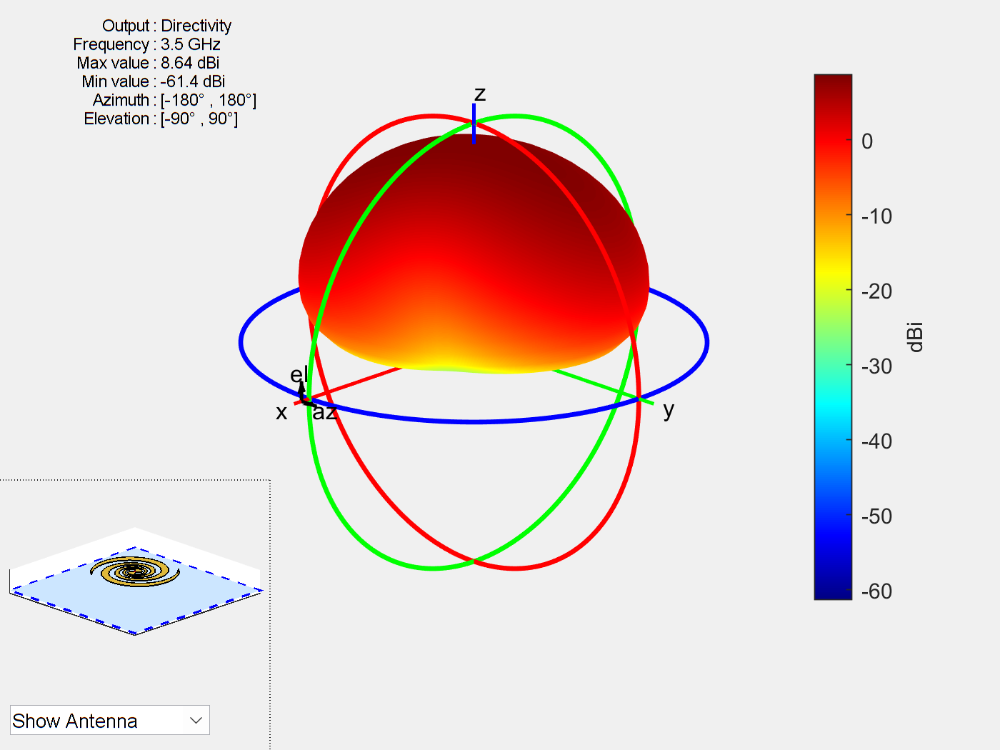 Output : Directivity
Frequency : 3.5 GHz
Max value : 8.64 dBi
Min value : -61.4 dBi
Azimuth : [-180° , 180°]
Elevation : [-90° , 90°]
z
el
x
az
y
0
-10
-20
-30
-40
-50
-60
dBi
Show Antenna